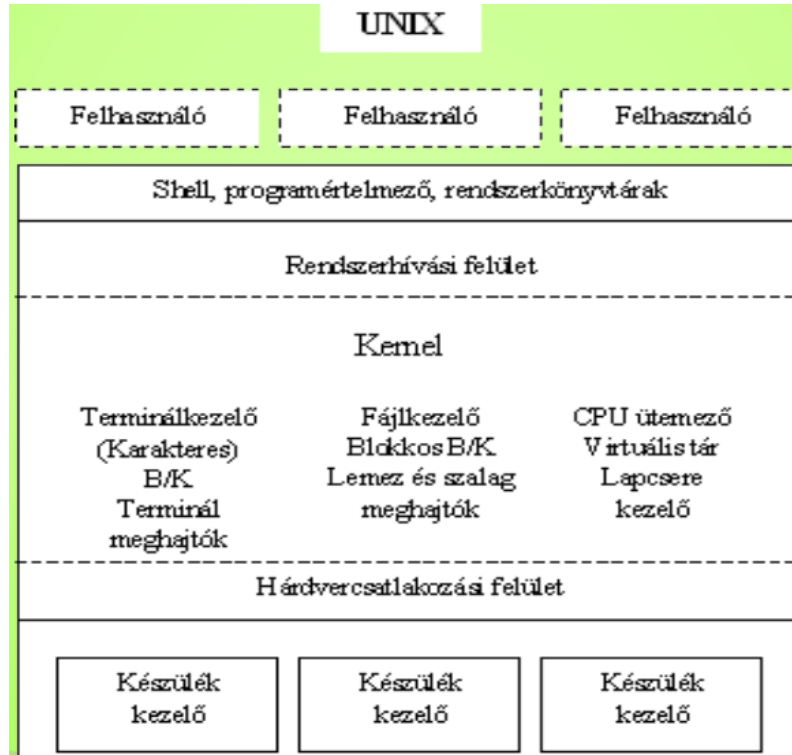 UNIX
Felhasználó
Felhasználó
Felhasználó
Shell, programértelmező, rendszerkönyvtárak
Rendszerhívási felület
Kernel
Terminálkezelő
(Karakteres)
B/K
Terminál
meghajtók
Fájlkezelő
Blokkos B/K
Lemez és szalag
meghajtók
CPU ütemező
Virtuális tár
Lapcsere
kezelő
Hárdvercsatlakozási felület
Készülék
kezelő
Készülék
kezelő
Készülék
kezelő